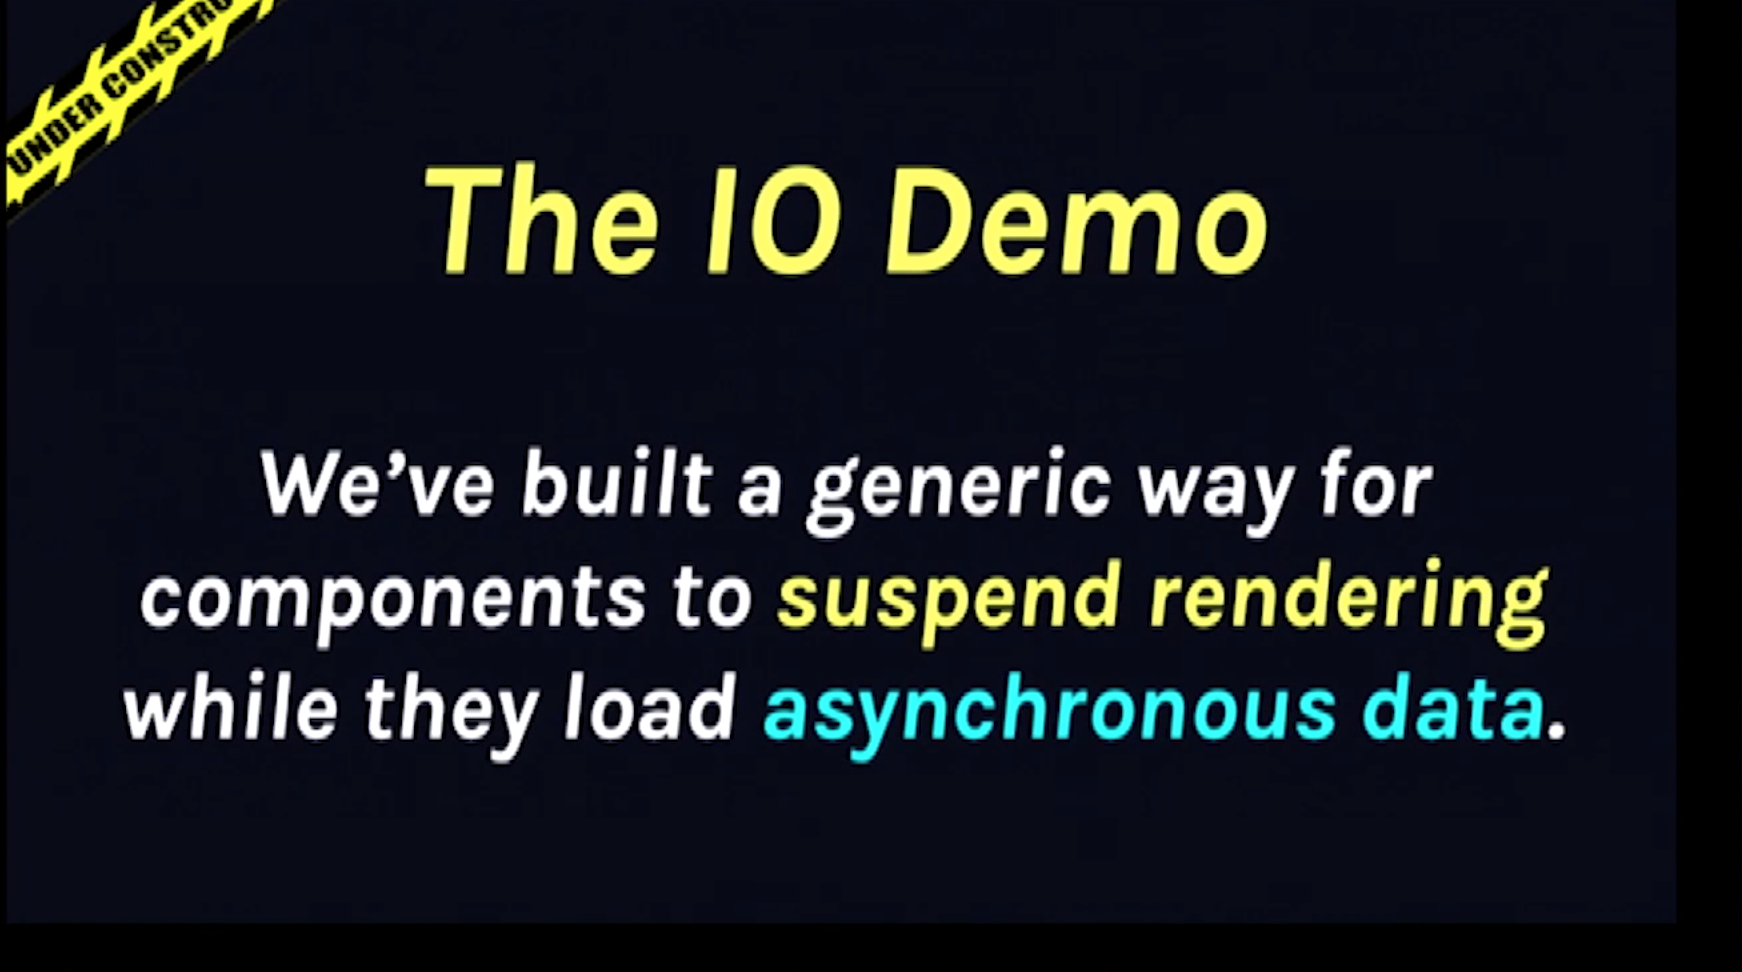 UNDER CONSTRU
The IO Demo
We’ve built a generic way for
components to suspend rendering
while they load asynchronous data.